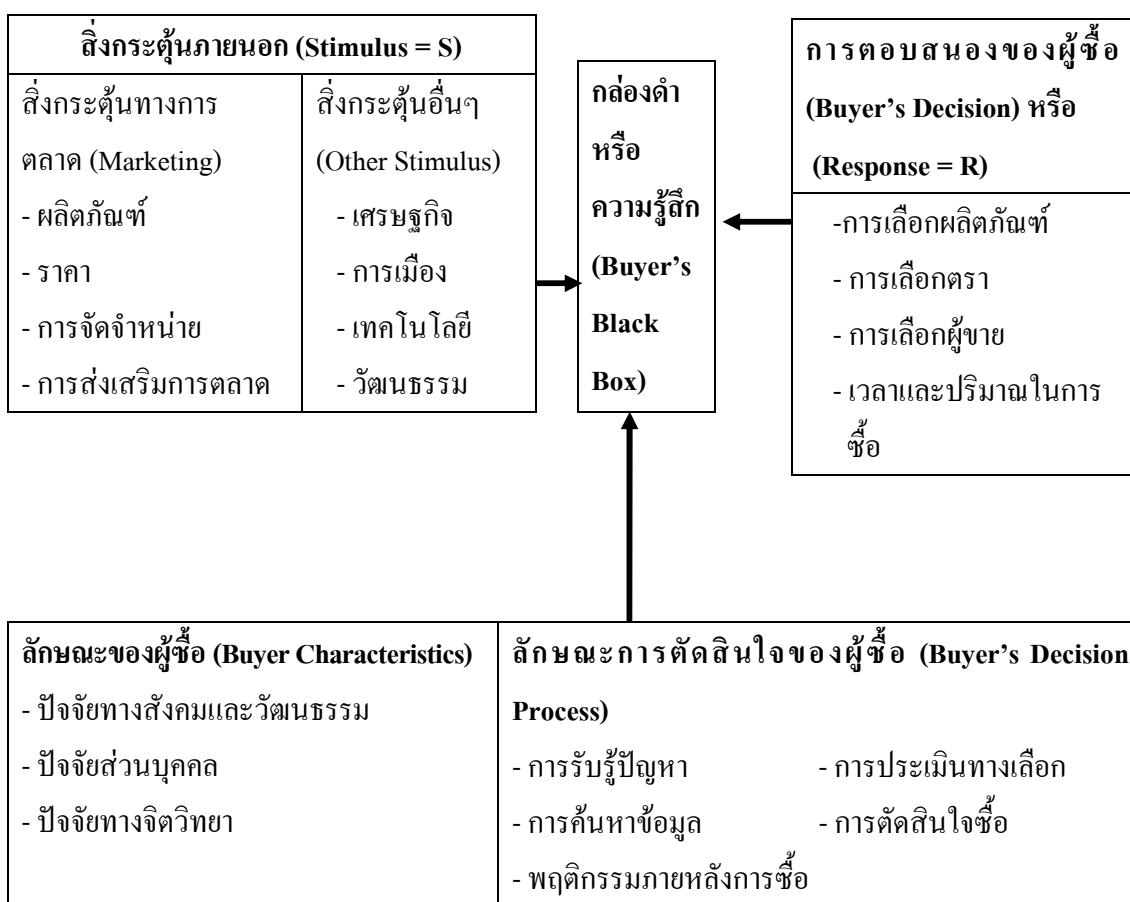 สิ่งกระตุ้นภายนอก (Stimulus = S)
สิ่งกระตุ้นทางการ
ตลาด (Marketing)
- ผลิตภัณฑ์
- ราคา
- การจัดจำหน่าย
- การส่งเสริมการตลาด
สิ่งกระตุ้นอื่นๆ
(Other Stimulus)
- เศรษฐกิจ
- การเมือง
- เทคโนโลยี
- วัฒนธรรม
กล่องดำ
หรือ
ความรู้สึก
(Buyer’s
Black
Box)
การตอบสนองของผู้ซื้อ
(Buyer’s Decision) หรือ
(Response = R)
-การเลือกผลิตภัณฑ์
- การเลือกตรา
- การเลือกผู้ขาย
- เวลาและปริมาณในการ
ซื้อ
ลักษณะของผู้ซื้อ (Buyer Characteristics)
- ปัจจัยทางสังคมและวัฒนธรรม
- ปัจจัยส่วนบุคคล
- ปัจจัยทางจิตวิทยา
ลักษณะการตัดสินใจของผู้ซื้อ (Buyer’s Decision
Process)
- การรับรู้ปัญหา - การประเมินทางเลือก
- การค้นหาข้อมูล - การตัดสินใจซื้อ
- พฤติกรรมภายหลังการซื้อ